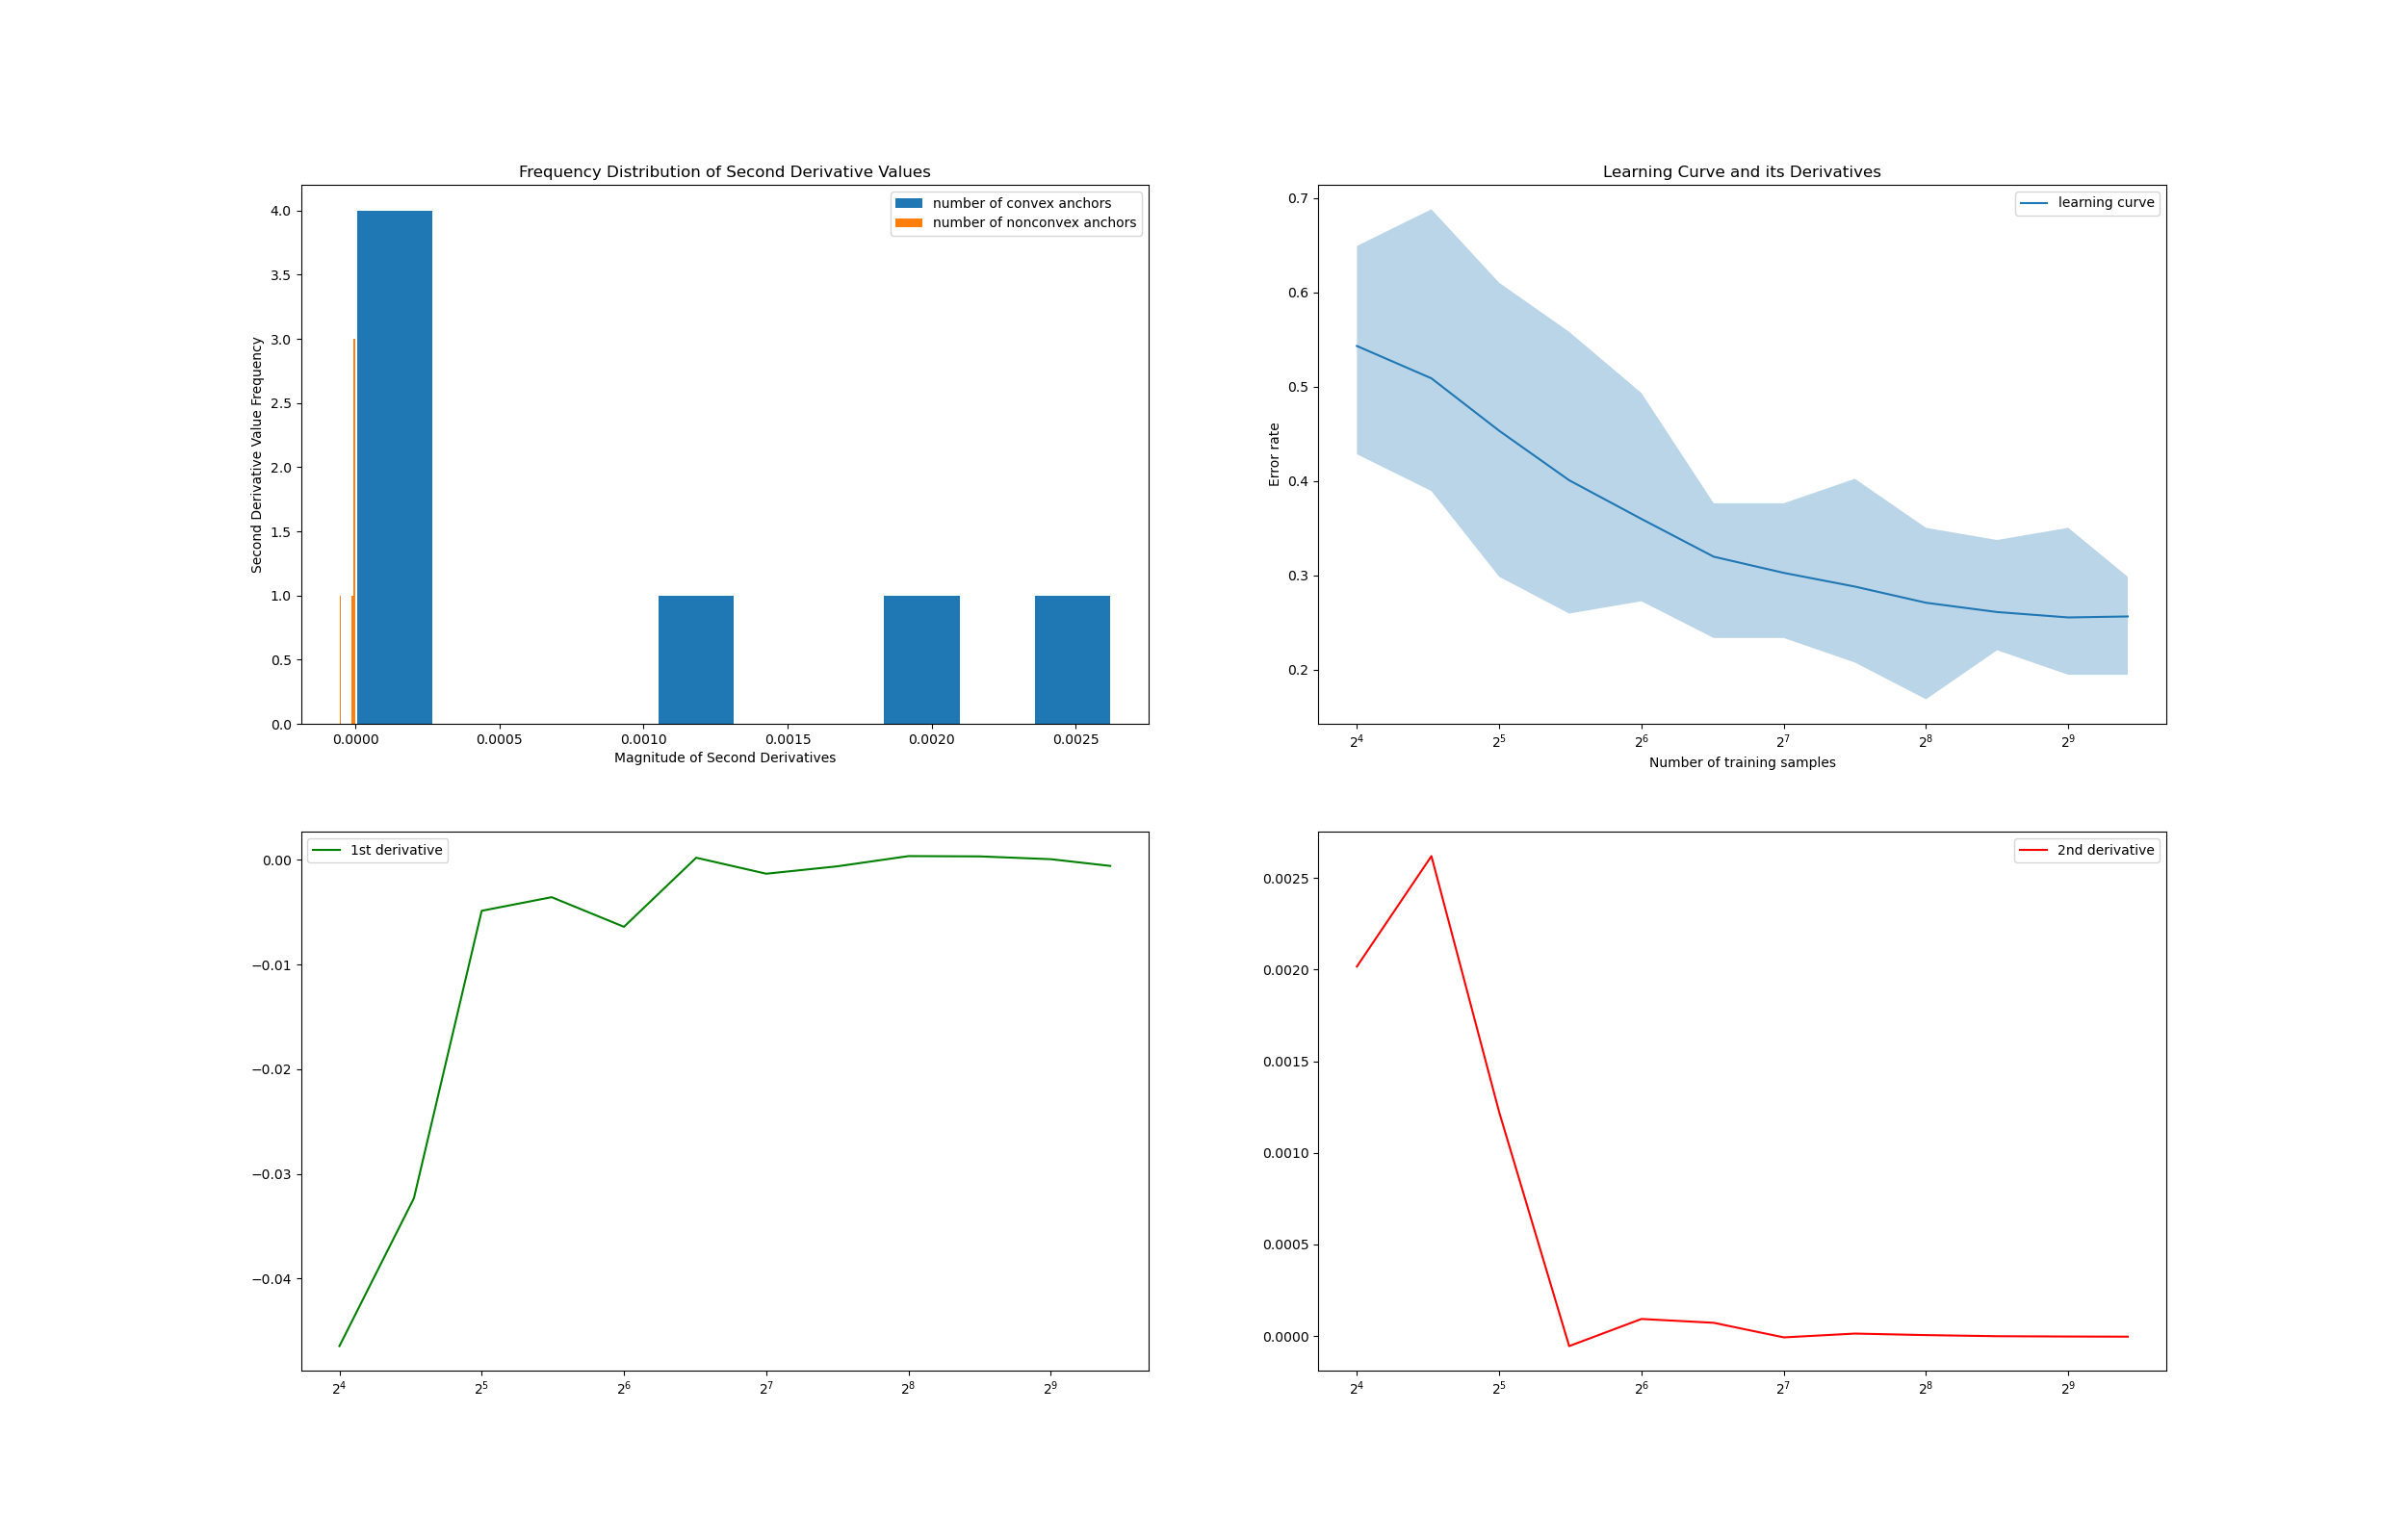 Frequency Distribution of Second Derivative Values
number of convex anchors
number of nonconvex anchors
Second Derivative Value Frequency
4.0
3.5
3.0
2.5
2.0
1.5
1.0
0.5
0.0
0.0000 0.0005 0.0010 0.0015 0.0020 0.0025
Magnitude of Second Derivatives
Learning Curve and its Derivatives
learning curve
Error rate
0.7
0.6
0.5
0.4
0.3
0.2
2⁴ 2⁵ 2⁶ 2⁷ 2⁸ 2⁹
Number of training samples
1st derivative
0.00
−0.01
−0.02
−0.03
−0.04
2⁴ 2⁵ 2⁶ 2⁷ 2⁸ 2⁹
2nd derivative
0.0025
0.0020
0.0015
0.0010
0.0005
0.0000
2⁴ 2⁵ 2⁶ 2⁷ 2⁸ 2⁹